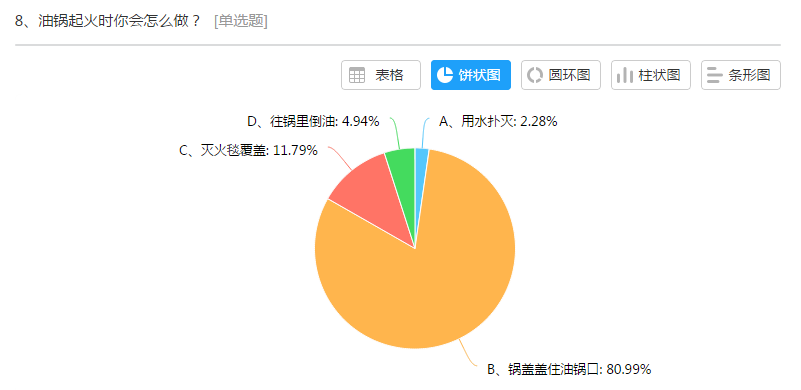 8、油锅起火时你会怎么做？ [单选题]
表格 饼状图 圆环图 柱状图 条形图
D、往锅里倒油: 4.94% A、用水扑灭: 2.28%
C、灭火毯覆盖: 11.79%
B、锅盖盖住油锅口: 80.99%